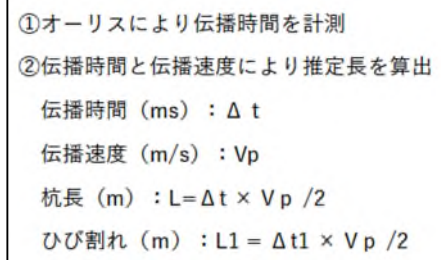 ①オーリスにより伝播時間を計測
②伝播時間と伝播速度により推定長を算出
伝播時間（ms）：Δ t
伝播速度（m/s）：Vp
杭長（m）：L=Δt × V p /2
ひび割れ（m）：L1 = Δt1 × V p /2